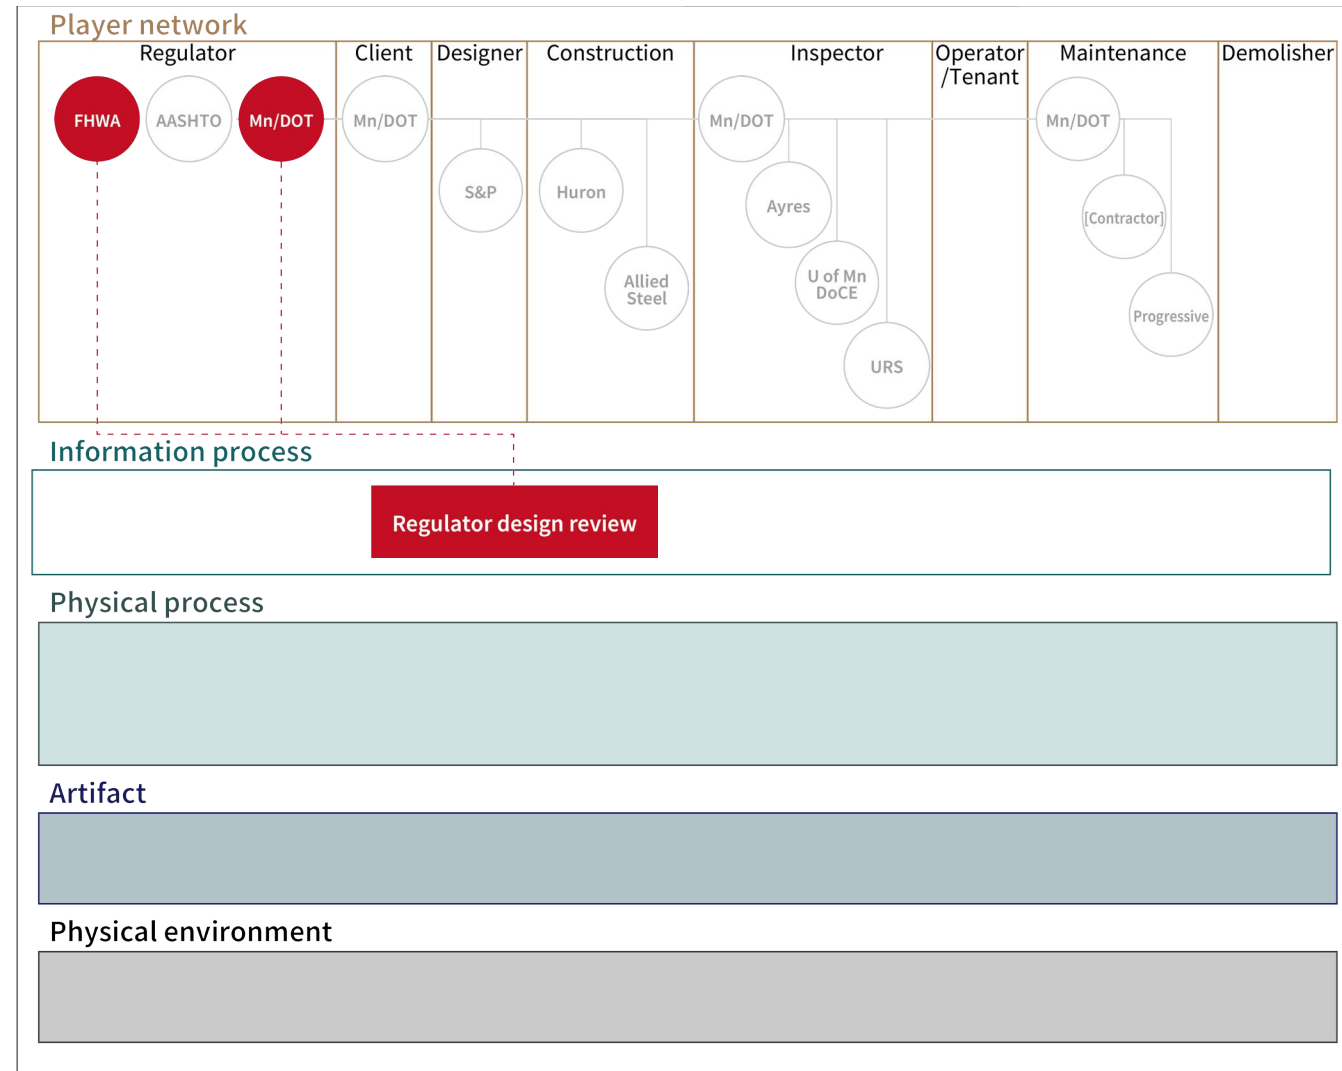 Player network
Regulator
Client
Designer
Construction
Inspector
Operator
/Tenant
Maintenance
Demolisher
FHWA
AASHTO
Mn/DOT
Mn/DOT
S&P
Huron
Allied
Steel
Mn/DOT
Ayres
U of Mn
DoCE
URS
Mn/DOT
[Contractor]
Progressive
Information process
Regulator design review
Physical process
Artifact
Physical environment